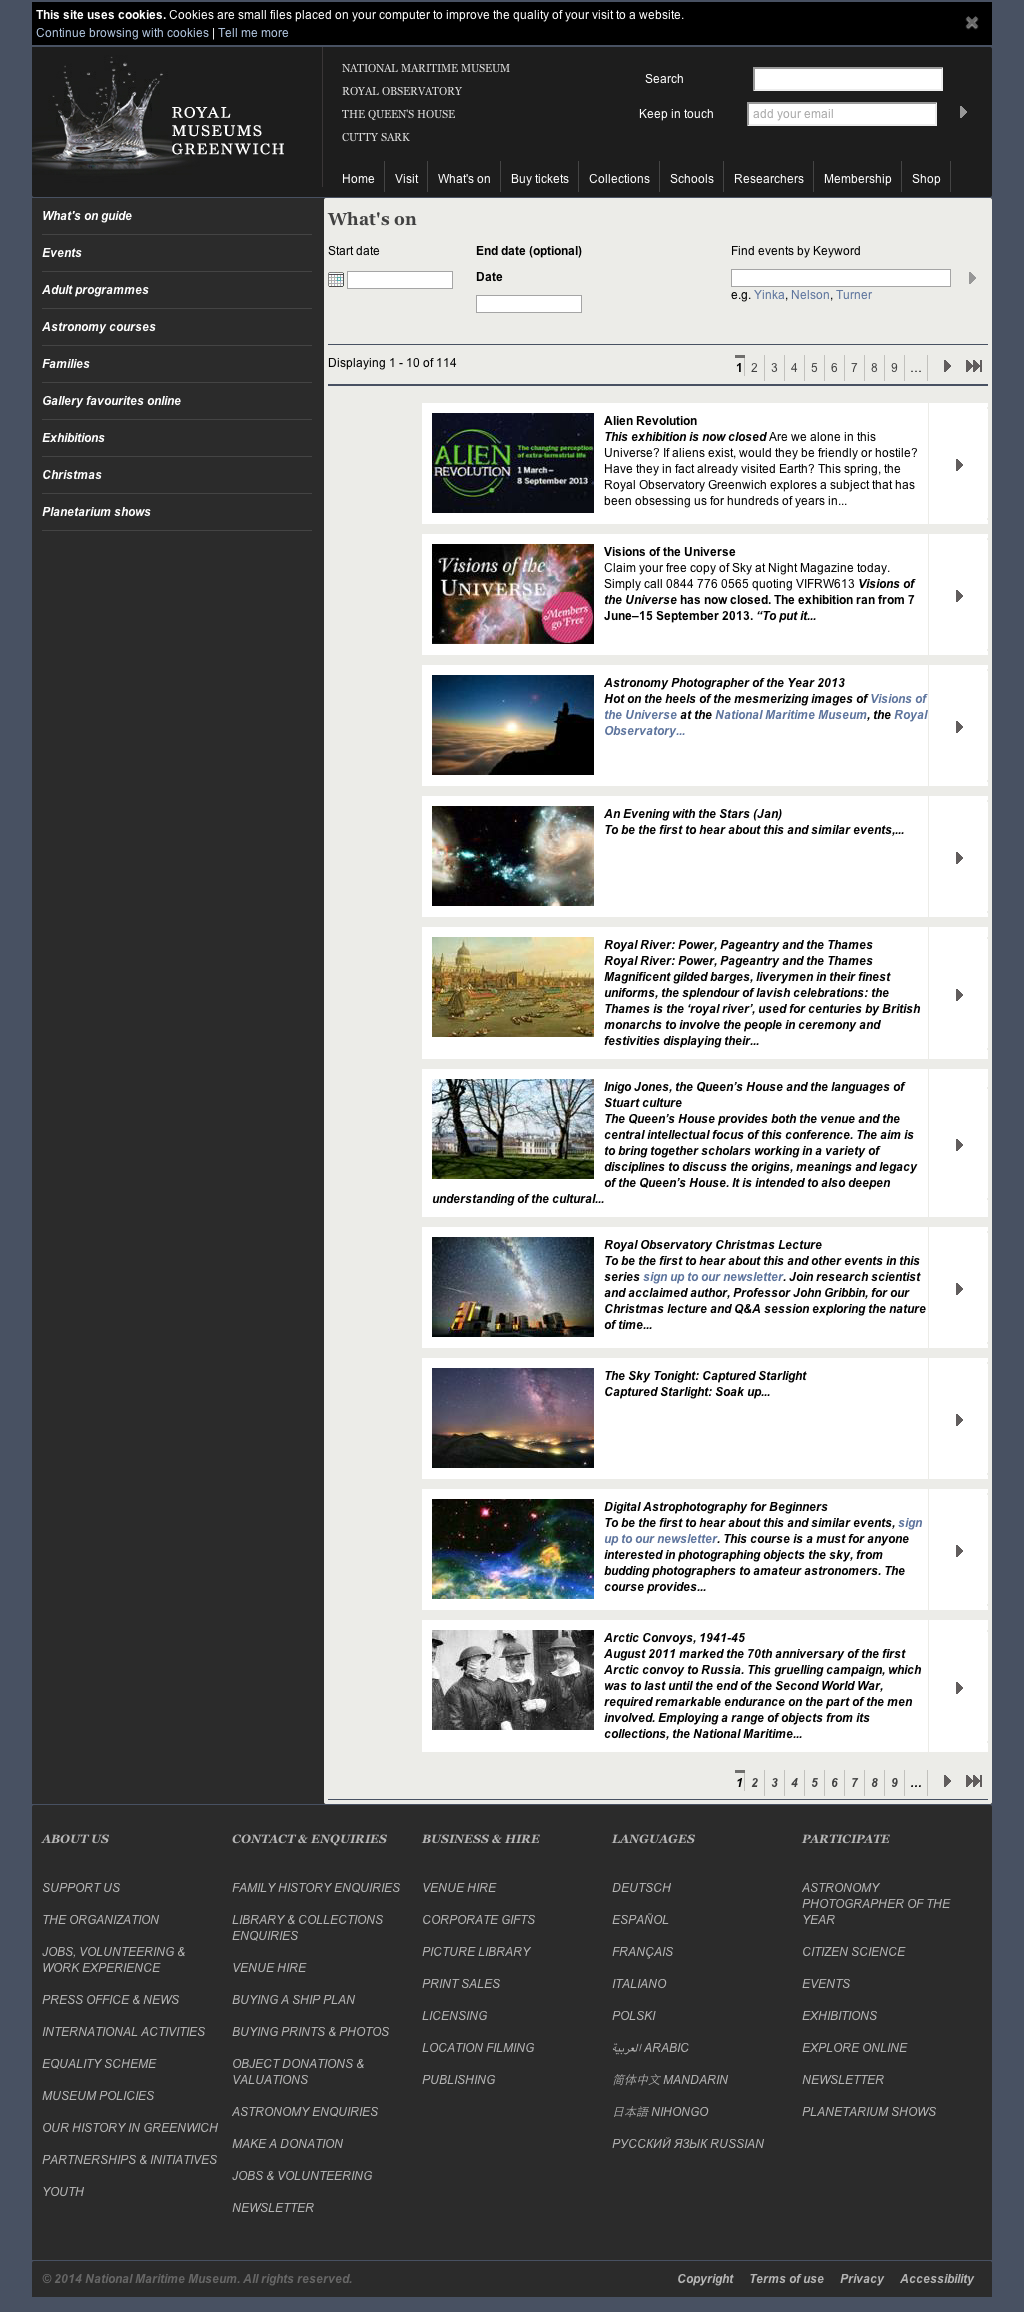 This site uses cookies. Cookies are small files placed on your computer to improve the quality of your visit to a website.
Continue browsing with cookies | Tell me more
ROYAL
MUSEUMS
GREENWICH
NATIONAL MARITIME MUSEUM
ROYAL OBSERVATORY
THE QUEEN'S HOUSE
CUTTY SARK
Search
Keep in touch add your email
Home Visit What's on Buy tickets Collections Schools Researchers Membership Shop
What's on guide
Events
Adult programmes
Astronomy courses
Families
Gallery favourites online
Exhibitions
Christmas
Planetarium shows
What's on
Start date
End date (optional)
Date
Find events by Keyword
e.g. Yinka, Nelson, Turner
Displaying 1 - 10 of 114
1 2 3 4 5 6 7 8 9 ...
ALIEN
REVOLUTION
The changing perception
of extra-terrestrial life
1 March –
8 September 2013
Alien Revolution
This exhibition is now closed Are we alone in this
Universe? If aliens exist, would they be friendly or hostile?
Have they in fact already visited Earth? This spring, the
Royal Observatory Greenwich explores a subject that has
been obsessing us for hundreds of years in...
Visions of the
UNIVERSE
Members
go Free
Visions of the Universe
Claim your free copy of Sky at Night Magazine today.
Simply call 0844 776 0565 quoting VIFRW613 Visions of
the Universe has now closed. The exhibition ran from 7
June–15 September 2013. “To put it...
Astronomy Photographer of the Year 2013
Hot on the heels of the mesmerizing images of Visions of
the Universe at the National Maritime Museum, the Royal
Observatory...
An Evening with the Stars (Jan)
To be the first to hear about this and similar events,...
Royal River: Power, Pageantry and the Thames
Royal River: Power, Pageantry and the Thames
Magnificent gilded barges, liverymen in their finest
uniforms, the splendour of lavish celebrations: the
Thames is the ‘royal river’, used for centuries by British
monarchs to involve the people in ceremony and
festivities displaying their...
Inigo Jones, the Queen's House and the languages of
Stuart culture
The Queen's House provides both the venue and the
central intellectual focus of this conference. The aim is
to bring together scholars working in a variety of
disciplines to discuss the origins, meanings and legacy
of the Queen's House. It is intended to also deepen
understanding of the cultural...
Royal Observatory Christmas Lecture
To be the first to hear about this and other events in this
series sign up to our newsletter. Join research scientist
and acclaimed author, Professor John Gribbin, for our
Christmas lecture and Q&A session exploring the nature
of time...
The Sky Tonight: Captured Starlight
Captured Starlight: Soak up...
Digital Astrophotography for Beginners
To be the first to hear about this and similar events, sign
up to our newsletter. This course is a must for anyone
interested in photographing objects the sky, from
budding photographers to amateur astronomers. The
course provides...
Arctic Convoys, 1941-45
August 2011 marked the 70th anniversary of the first
Arctic convoy to Russia. This gruelling campaign, which
was to last until the end of the Second World War,
required remarkable endurance on the part of the men
involved. Employing a range of objects from its
collections, the National Maritime...
1 2 3 4 5 6 7 8 9 ...
ABOUT US
SUPPORT US
THE ORGANIZATION
JOBS, VOLUNTEERING &
WORK EXPERIENCE
PRESS OFFICE & NEWS
INTERNATIONAL ACTIVITIES
EQUALITY SCHEME
MUSEUM POLICIES
OUR HISTORY IN GREENWICH
PARTNERSHIPS & INITIATIVES
YOUTH
CONTACT & ENQUIRIES
FAMILY HISTORY ENQUIRIES
LIBRARY & COLLECTIONS
ENQUIRIES
VENUE HIRE
BUYING A SHIP PLAN
BUYING PRINTS & PHOTOS
OBJECT DONATIONS &
VALUATIONS
ASTRONOMY ENQUIRIES
MAKE A DONATION
JOBS & VOLUNTEERING
NEWSLETTER
BUSINESS & HIRE
VENUE HIRE
CORPORATE GIFTS
PICTURE LIBRARY
PRINT SALES
LICENSING
LOCATION FILMING
PUBLISHING
LANGUAGES
DEUTSCH
ESPAÑOL
FRANÇAIS
ITALIANO
POLSKI
العربية ARABIC
简体中文 MANDARIN
日本語 NIHONGO
РУССКИЙ ЯЗЫК RUSSIAN
PARTICIPATE
ASTRONOMY
PHOTOGRAPHER OF THE
YEAR
CITIZEN SCIENCE
EVENTS
EXHIBITIONS
EXPLORE ONLINE
NEWSLETTER
PLANETARIUM SHOWS
© 2014 National Maritime Museum. All rights reserved.
Copyright Terms of use Privacy Accessibility